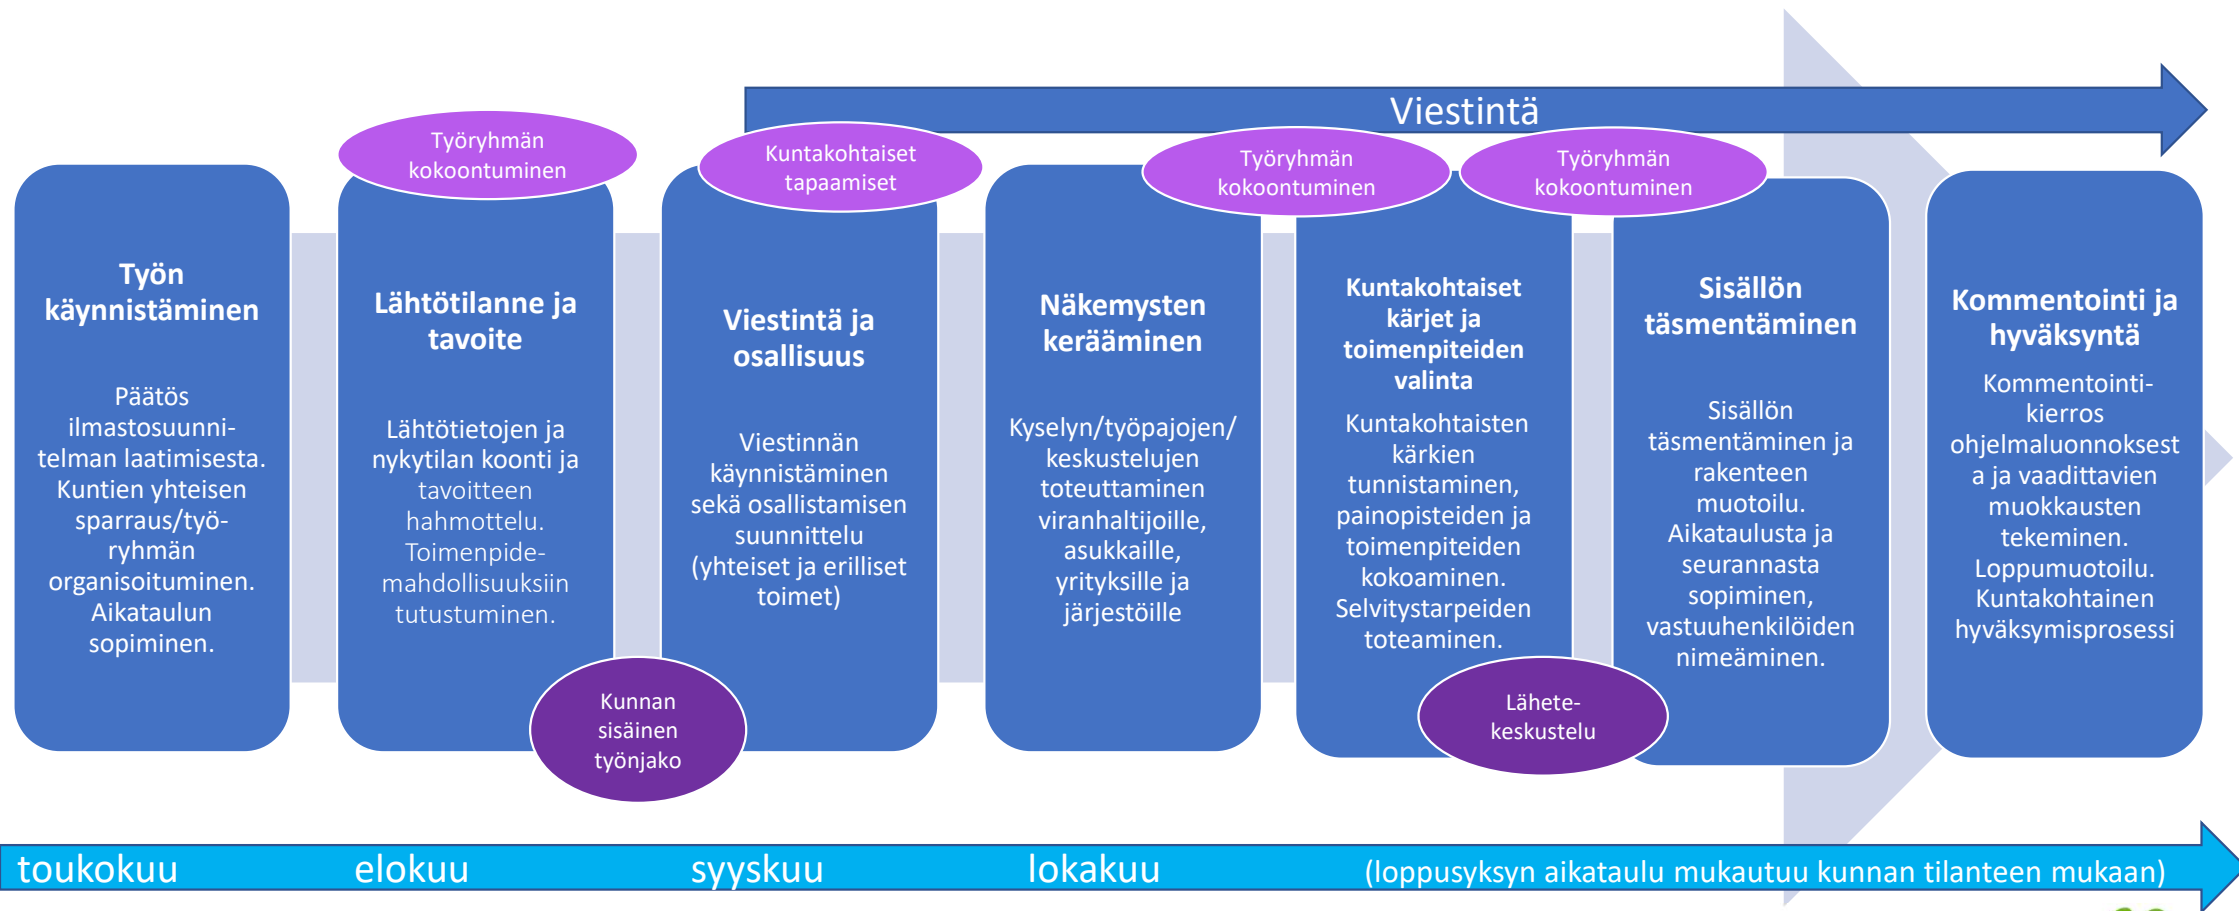 Viestintä
Työryhmän
kokoontuminen
Kuntakohtaiset
tapaamiset
Työryhmän
kokoontuminen
Työryhmän
kokoontuminen
Työn
käynnistäminen
Päätös
ilmastosuunni-
telman laatimisesta.
Kuntien yhteisen
sparraus/työ-
ryhmän
organisoituminen.
Aikataulun
sopiminen.
Lähtötilanne ja
tavoite
Lähtötietojen ja
nykytilan koonti ja
tavoitteen
hahmottelu.
Toimenpide-
mahdollisuuksiin
tutustuminen.
Viestintä ja
osallisuus
Viestinnän
käynnistäminen
sekä osallistamisen
suunnittelu
(yhteiset ja erilliset
toimet)
Näkemysten
kerääminen
Kyselyn/työpajojen/
keskustelujen
toteuttaminen
viranhaltijoille,
asukkaille,
yrityksille ja
järjestöille
Kuntakohtaiset
kärjet ja
toimenpiteiden
valinta
Kuntakohtaisten
kärkien
tunnistaminen,
painopisteiden ja
toimenpiteiden
kokoaminen.
Selvitystarpeiden
toteaminen.
Sisällön
täsmentäminen
Sisällön
täsmentäminen ja
rakenteen
muotoilu.
Aikataulusta ja
seurannasta
sopiminen,
vastuuhenkilöiden
nimeäminen.
Kommentointi ja
hyväksyntä
Kommentointi-
kierros
ohjelmaluonnoksest
a ja vaadittavien
muokkausten
tekeminen.
Loppumuotoilu.
Kuntakohtainen
hyväksymisprosessi
Kunnan
sisäinen
työnjako
Lähete-
keskustelu
toukokuu
elokuu
syyskuu
lokakuu
(loppusyksyn aikataulu mukautuu kunnan tilanteen mukaan)